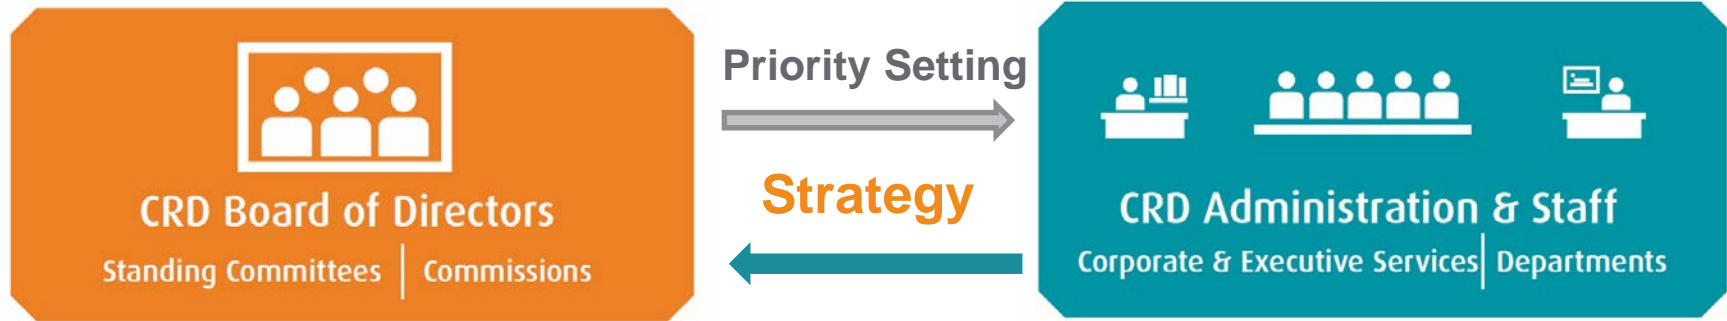 CRD Board of Directors
Standing Committees | Commissions
Priority Setting
Strategy
CRD Administration & Staff
Corporate & Executive Services | Departments